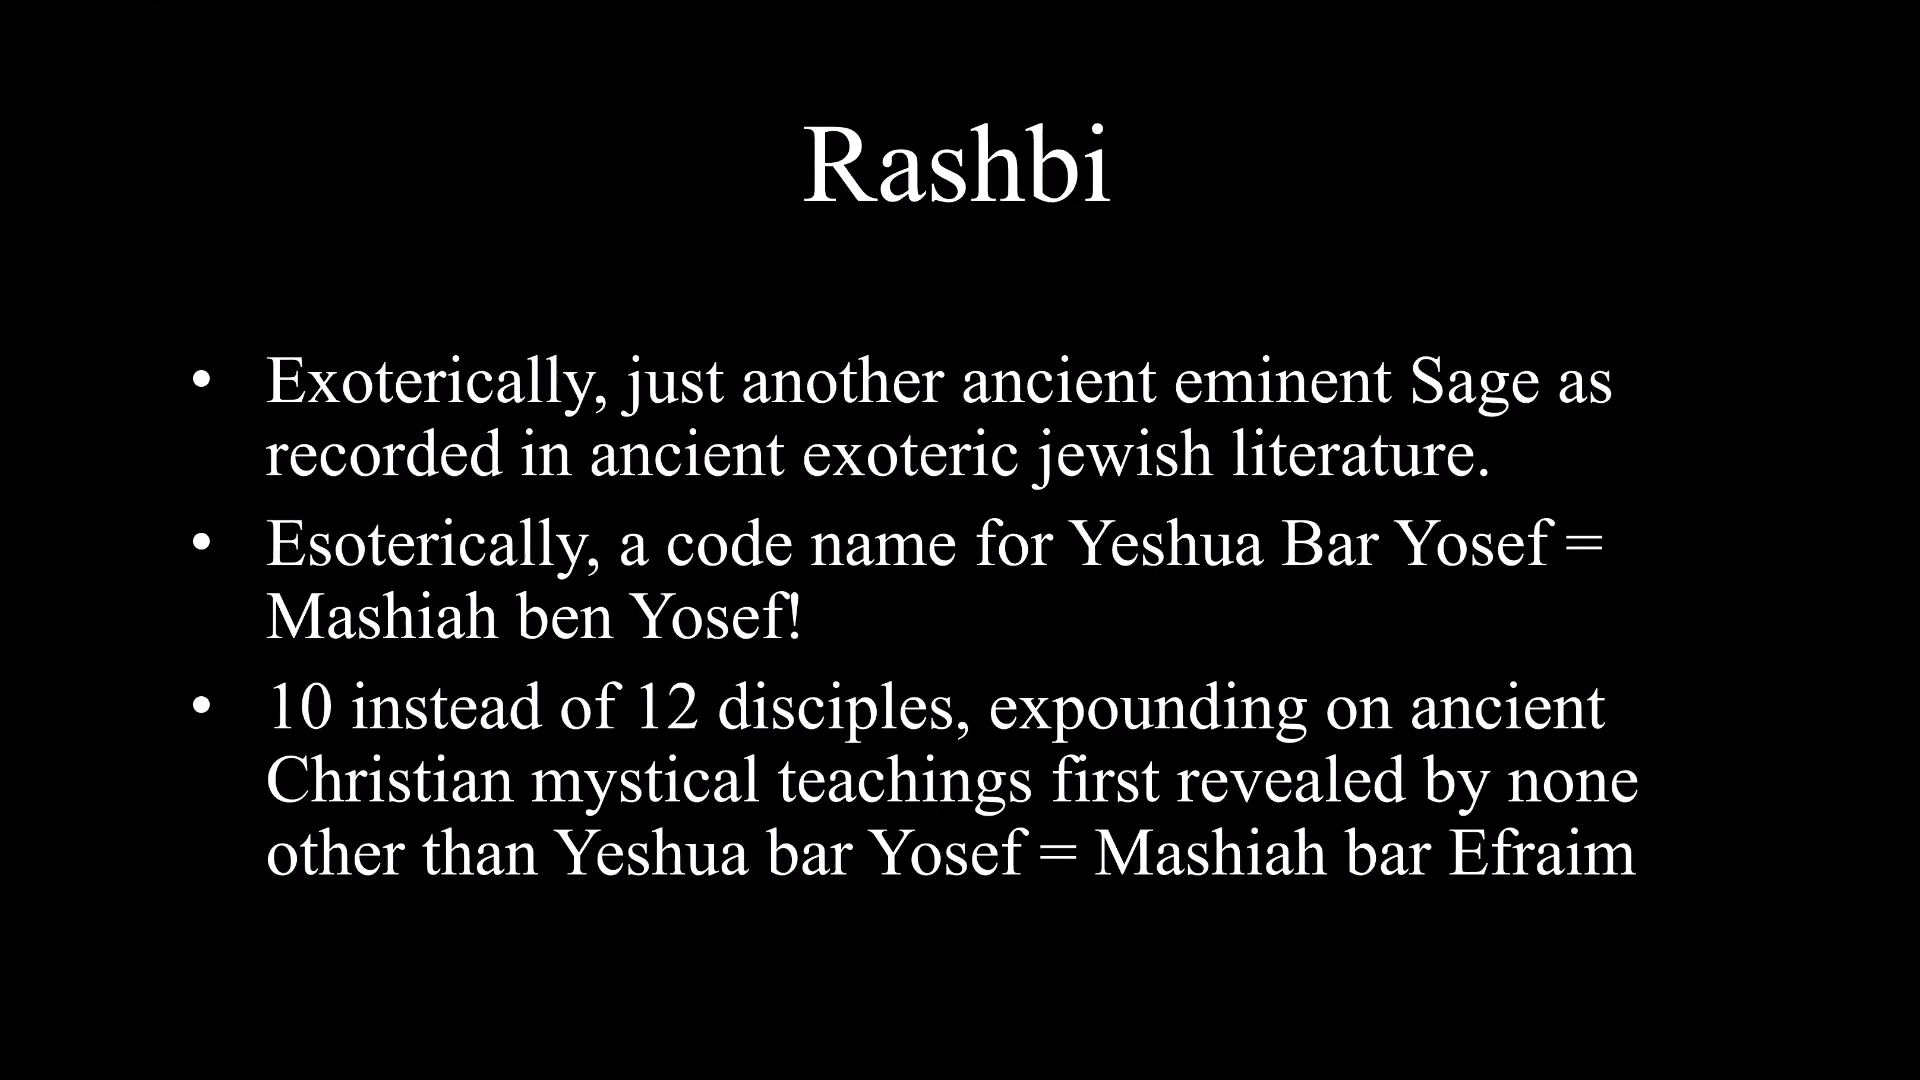 Rashbi
• Exoterically, just another ancient eminent Sage as
recorded in ancient exoteric jewish literature.
• Esoterically, a code name for Yeshua Bar Yosef =
Mashiah ben Yosef!
• 10 instead of 12 disciples, expounding on ancient
Christian mystical teachings first revealed by none
other than Yeshua bar Yosef = Mashiah bar Efraim